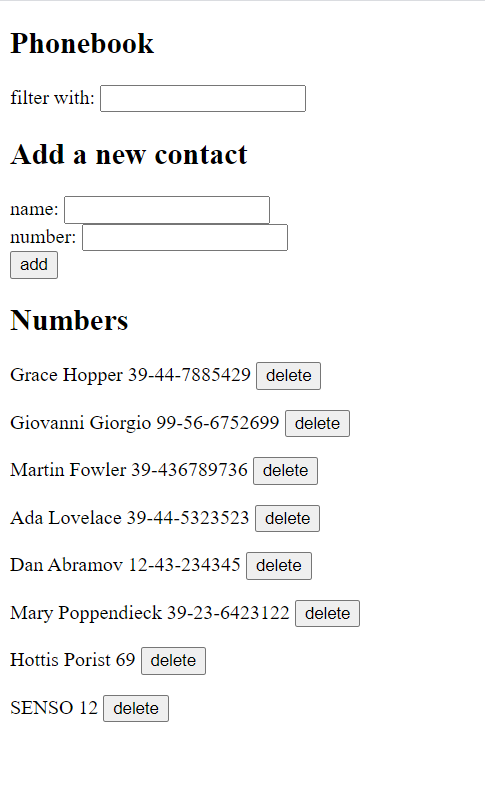 Phonebook
filter with:
Add a new contact
name:
number:
add
Numbers
Grace Hopper 39-44-7885429 delete
Giovanni Giorgio 99-56-6752699 delete
Martin Fowler 39-436789736 delete
Ada Lovelace 39-44-5323523 delete
Dan Abramov 12-43-234345 delete
Mary Poppendieck 39-23-6423122 delete
Hottis Porist 69 delete
SENSO 12 delete